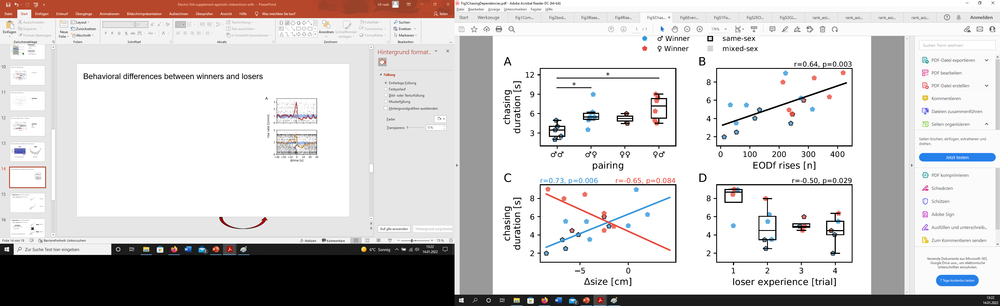 Electric fish supplement agonistic interactions with - PowerPoint
till raab
Datei Start Einfügen Entwurf Übergänge Animationen Bildschirmpräsentation Aufzeichnen Überprüfen Ansicht Hilfe Was möchten Sie tun? Teilen
Einfügen
Ausschneiden
Kopieren
Format übertragen
Zwischenablage
Neue Folie
Layout
Zurücksetzen
Abschnitt
Folien
20
F K U S abc AV Aa A
Schriftart
Textrichtung
Text ausrichten
In SmartArt konvertieren
Absatz
Anordnen
Schnellformat-vorlagen
Fülleffekt
Formkontur
Formeffekte
Zeichnen
Suchen
Ersetzen
Markieren
Bearbeiten
10
11
12
13
14
15
16
Behavioral differences between winners and losers
A
rise rate [1/min]
3
2
1
0
2
1
0
−30 −20 −10 0 10 20 30
Δtime [s]
Hintergrund format..
Füllung
Einfarbige Füllung
Farbverlauf
Bild- oder Texturfüllung
Musterfüllung
Hintergrundgrafiken ausblenden
Farbe
Transparenz 0 %
Auf alle anwenden
Hintergrund zurücksetze
Folie 14 von 19 Barrierefreiheit: Untersuchen Notizen Kommentare 75 %
Zur Suche Text hier eingeben
2
6°C Sonnig
13:22
14.01.2022
Fig5ChasingDependencies.pdf - Adobe Acrobat Reader DC (64-bit)
Datei Bearbeiten Anzeige Unterschreiben Fenster Hilfe
Start Werkzeuge Fig1Com... Fig2bod... Fig3Rises... Fig4Rise... Fig5Chas... Fig6Even... FigS1Fis... FigS2EO... FigS3GL... rank_acc... rank_acc... rank_acc... rank_acc... Anmelden
1 / 1 176%
♂ Winner same-sex
♀ Winner mixed-sex
A
chasing
duration [s]
12
9
6
3
*
*
♂♂ ♂♀ ♀♀ ♀♂
pairing
B
r=0.64, p=0.003
8
6
4
2
0 100 200 300 400
EODf rises [n]
C
r=0.73, p=0.006 r=-0.65, p=0.084
chasing
duration [s]
8
6
4
2
−5 0
Δsize [cm]
D
r=-0.50, p=0.029
8
6
4
2
1 2 3 4
loser experience [trial]
Suchen 'Form zeichnen'
PDF-Datei exportieren
PDF bearbeiten
PDF-Datei erstellen
Kommentieren
Dateien zusammenführen
Seiten organisieren
Seiten löschen, einfügen, extrahieren und
drehen.
Jetzt testen
PDF komprimieren
Schwärzen
Schützen
Adobe Sign
Ausfüllen und unterschreib...
Zum Kommentieren senden
Versende Dokumente aus Microsoft-365,
Google Drive usw., um elektronische
Unterschriften einzuholen.
7 Tage kostenlos testen
2
13:22
14.01.2022